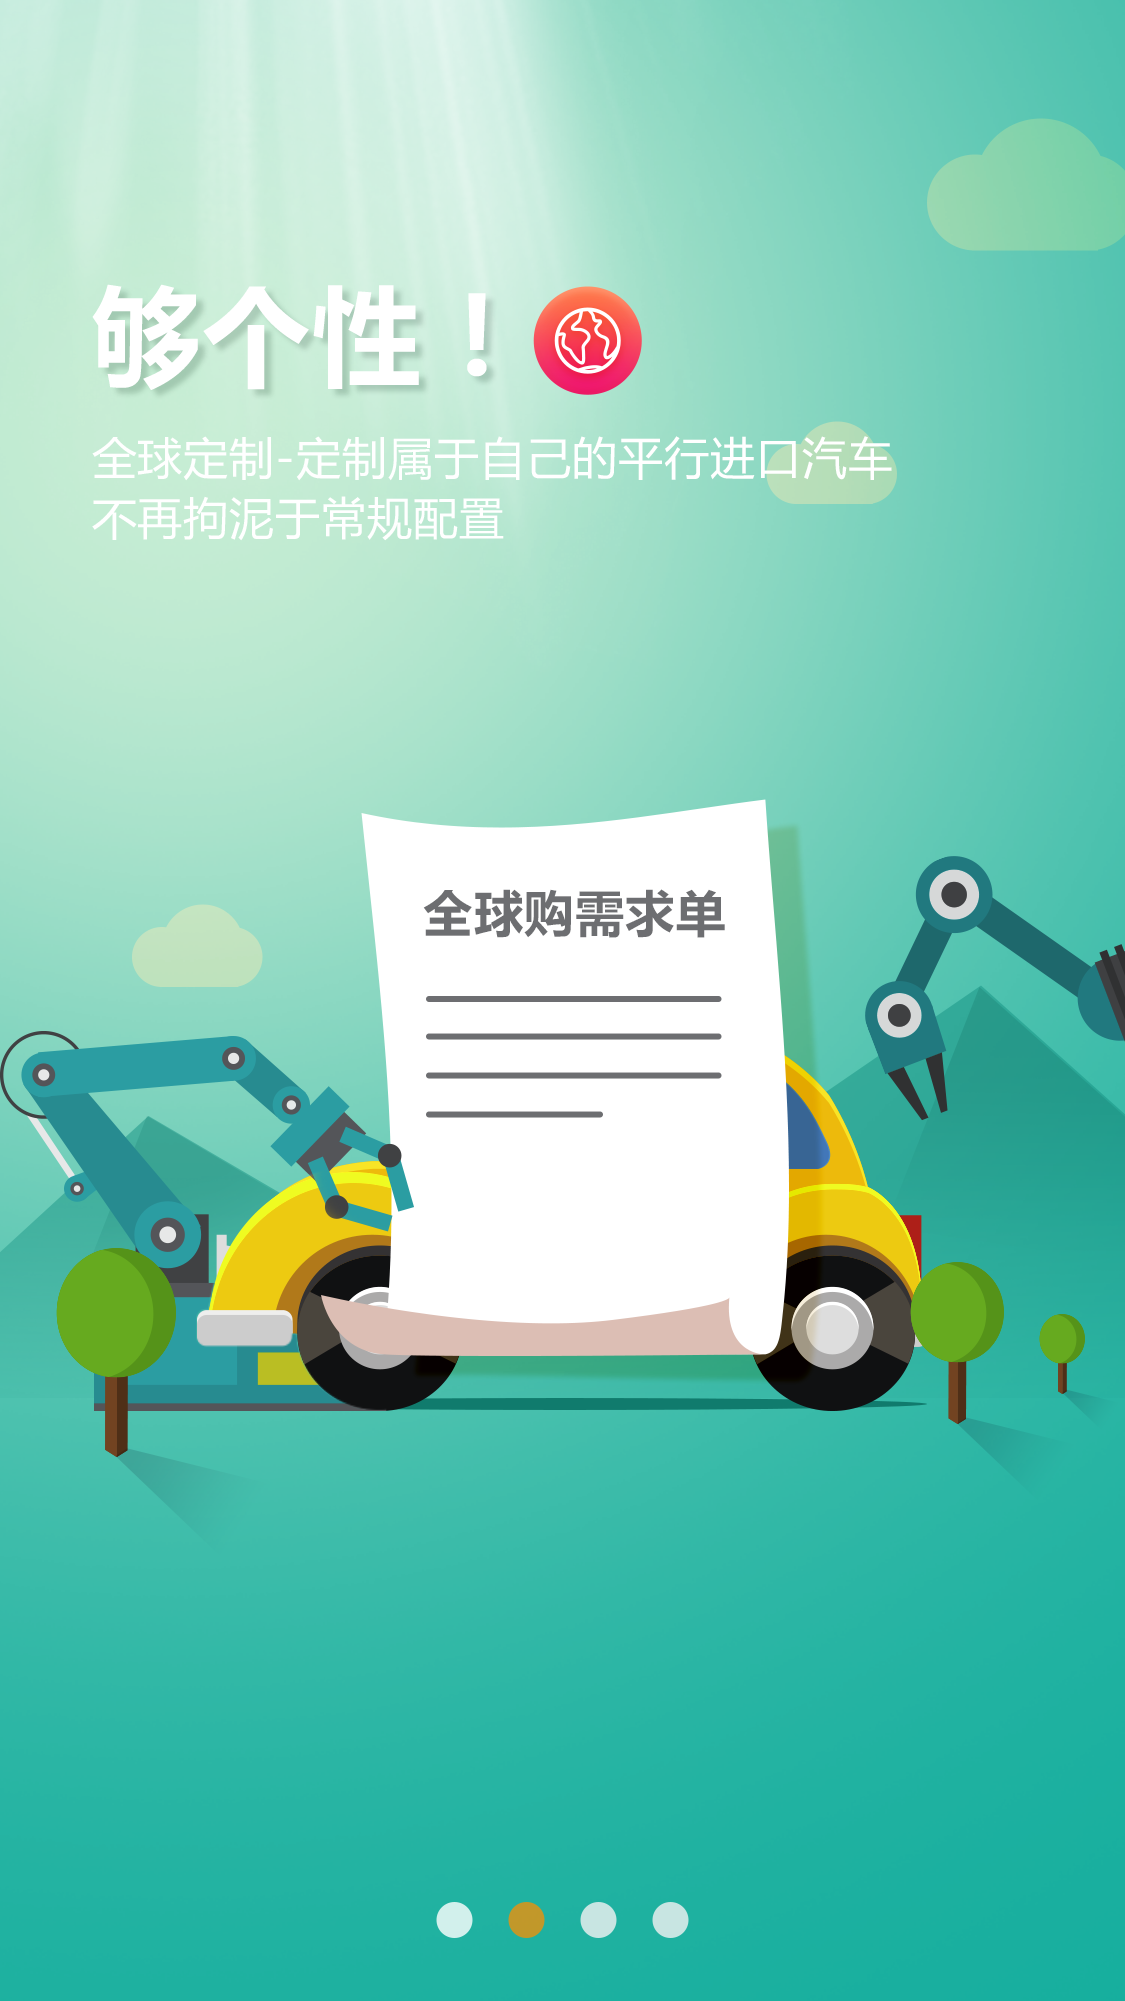 够个性！
全球定制-定制属于自己的平行进口汽车
不再拘泥于常规配置
全球购需求单